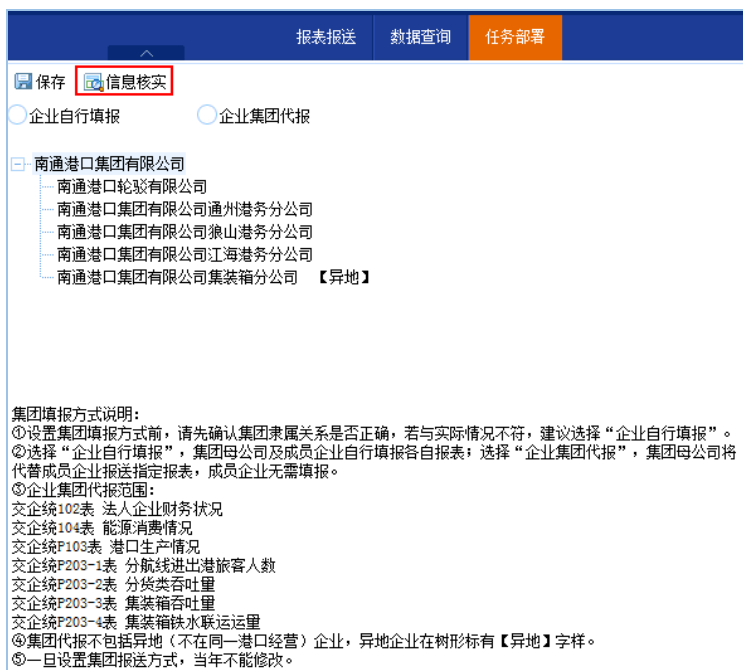 报表报送 数据查询 任务部署
保存 信息核实
企业自行填报 企业集团代报
南通港口集团有限公司
南通港口轮驳有限公司
南通港口集团有限公司通州港务分公司
南通港口集团有限公司狼山港务分公司
南通港口集团有限公司江海港务分公司
南通港口集团有限公司集装箱分公司 【异地】
集团填报方式说明：
①设置集团填报方式前，请先确认集团隶属关系是否正确，若与实际情况不符，建议选择“企业自行填报”。
②选择“企业自行填报”，集团母公司及成员企业自行填报各自报表；选择“企业集团代报”，集团母公司将
代替成员企业报送指定报表，成员企业无需填报。
③企业集团代报范围：
交企统102表 法人企业财务状况
交企统104表 能源消费情况
交企统P103表 港口生产情况
交企统P203-1表 分航线进出港旅客人数
交企统P203-2表 分货类吞吐量
交企统P203-3表 集装箱吞吐量
交企统P203-4表 集装箱铁水联运运量
④集团代报不包括异地（不在同一港口经营）企业，异地企业在树形标有【异地】字样。
⑤一旦设置集团报送方式，当年不能修改。